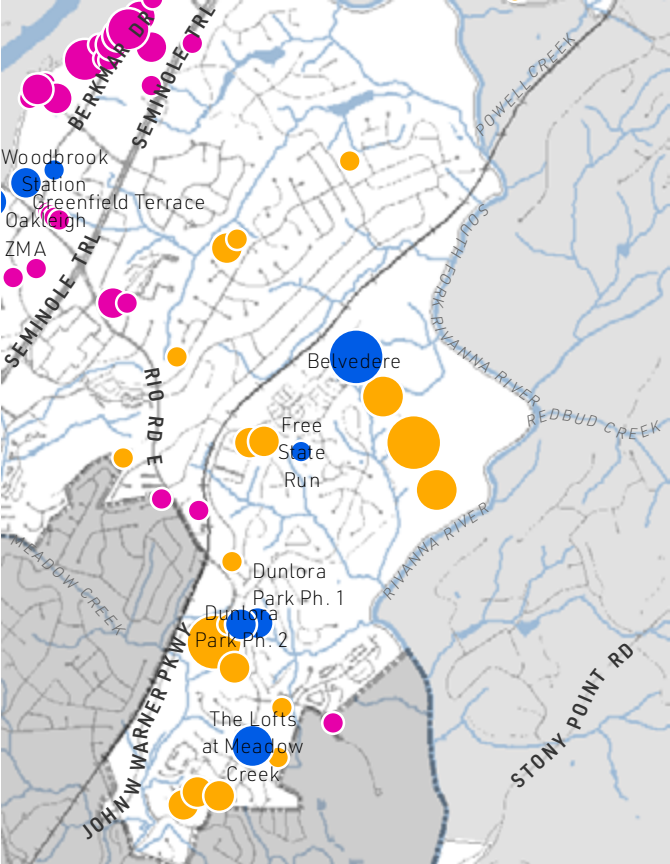 BERKMAR DR
SEMINOLE TRL
POWELL CREEK
Woodbrook
Station
Greenfield Terrace
Oakleigh
ZMA
SEMINOLE TRL
SOUTH FORK RIVANNA RIVER
Belvedere
RIO RD E
REDBUD CREEK
Free
State
Run
RIVANNA RIVER
MEADOW CREEK
Dunlora
Park Ph. 1
Dunlora
Park Ph. 2
JOHN W WARNER PKWY
STONY POINT RD
The Lofts
at Meadow
Creek